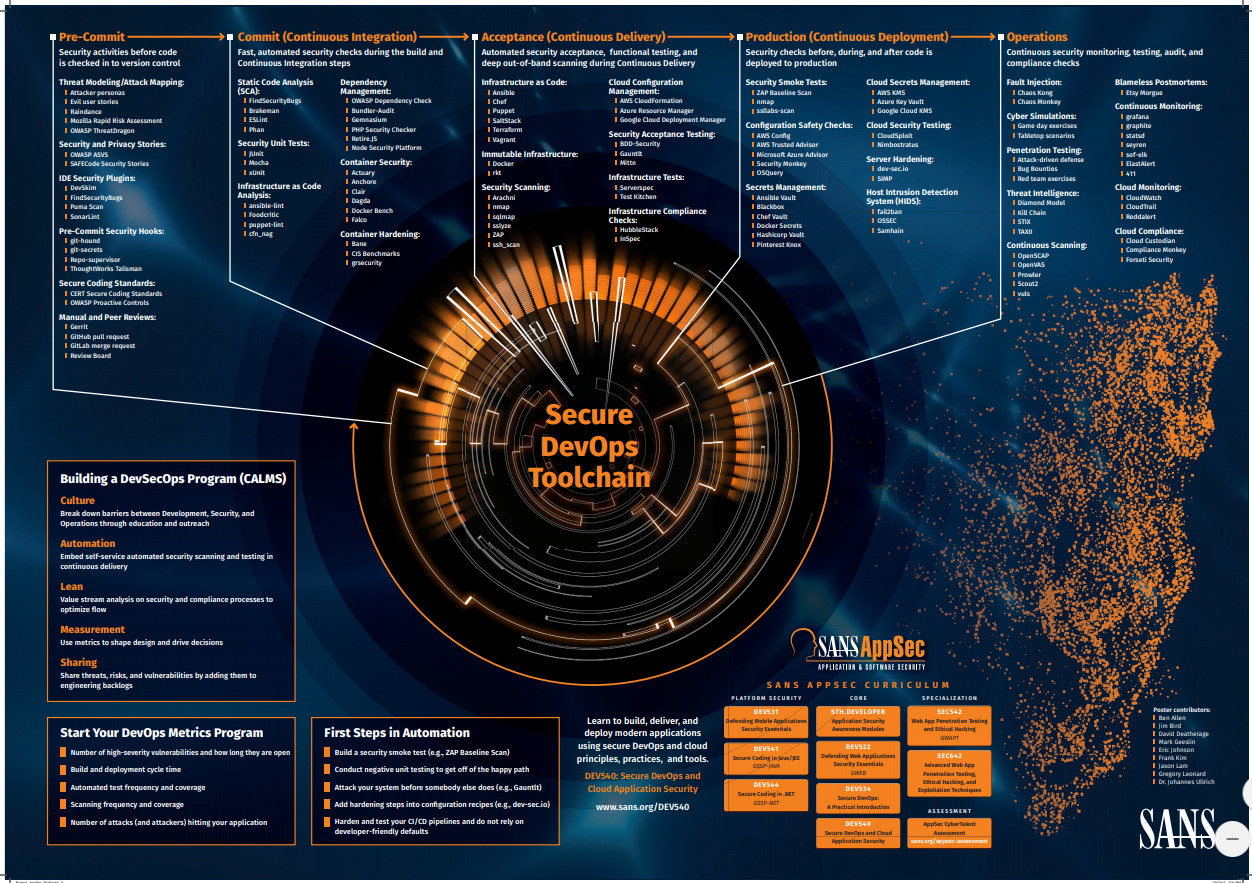 Pre-Commit
Security activities before code
is checked in to version control
Threat Modeling/Attack Mapping:
Attacker personas
Evil user stories
Raindance
Mozilla Rapid Risk Assessment
OWASP ThreatDragon
Security and Privacy Stories:
OWASP ASVS
SAFECode Security Stories
IDE Security Plugins:
DevSkim
FindSecurityBugs
Puma Scan
SonarLint
Pre-Commit Security Hooks:
git-hound
git-secrets
Repo-supervisor
ThoughtWorks Talisman
Secure Coding Standards:
CERT Secure Coding Standards
OWASP Proactive Controls
Manual and Peer Reviews:
Gerrit
GitHub pull request
GitLab merge request
Review Board
Commit (Continuous Integration)
Fast, automated security checks during the build and
Continuous Integration steps
Static Code Analysis
(SCA):
FindSecurityBugs
Brakeman
ESLint
Phan
Security Unit Tests:
JUnit
Mocha
xUnit
Infrastructure as Code
Analysis:
ansible-lint
Foodcritic
puppet-lint
cfn_nag
Dependency
Management:
OWASP Dependency Check
Bundler-Audit
Gemnasium
PHP Security Checker
Retire.JS
Node Security Platform
Container Security:
Actuary
Anchore
Clair
Dagda
Docker Bench
Falco
Container Hardening:
Bane
CIS Benchmarks
grsecurity
Acceptance (Continuous Delivery)
Automated security acceptance, functional testing, and
deep out-of-band scanning during Continuous Delivery
Infrastructure as Code:
Ansible
Chef
Puppet
SaltStack
Terraform
Vagrant
Immutable Infrastructure:
Docker
rkt
Security Scanning:
Arachni
nmap
sqlmap
sslyze
ZAP
ssh_scan
Cloud Configuration
Management:
AWS CloudFormation
Azure Resource Manager
Google Cloud Deployment Manager
Security Acceptance Testing:
BDD-Security
Gauntlt
Mittn
Infrastructure Tests:
Serverspec
Test Kitchen
Infrastructure Compliance
Checks:
HubbleStack
InSpec
Production (Continuous Deployment)
Security checks before, during, and after code is
deployed to production
Security Smoke Tests:
ZAP Baseline Scan
nmap
ssllabs-scan
Configuration Safety Checks:
AWS Config
AWS Trusted Advisor
Microsoft Azure Advisor
Security Monkey
OSQuery
Secrets Management:
Ansible Vault
Blackbox
Chef Vault
Docker Secrets
Hashicorp Vault
Pinterest Knox
Cloud Secrets Management:
AWS KMS
Azure Key Vault
Google Cloud KMS
Cloud Security Testing:
CloudSploit
Nimbostratus
Server Hardening:
dev-sec.io
SIMP
Host Intrusion Detection
System (HIDS):
fail2ban
OSSEC
Samhain
Operations
Continuous security monitoring, testing, audit, and
compliance checks
Fault Injection:
Chaos Kong
Chaos Monkey
Cyber Simulations:
Game day exercises
Tabletop scenarios
Penetration Testing:
Attack-driven defense
Bug Bounties
Red team exercises
Threat Intelligence:
Diamond Model
Kill Chain
STIX
TAXII
Continuous Scanning:
OpenSCAP
OpenVAS
Prowler
Scout2
vuls
Blameless Postmortems:
Etsy Morgue
Continuous Monitoring:
grafana
graphite
statsd
seyren
sof-elk
ElastAlert
411
Cloud Monitoring:
CloudWatch
CloudTrail
Reddalert
Cloud Compliance:
Cloud Custodian
Compliance Monkey
Forseti Security
Secure
DevOps
Toolchain
Building a DevSecOps Program (CALMS)
Culture
Break down barriers between Development, Security, and
Operations through education and outreach
Automation
Embed self-service automated security scanning and testing in
continuous delivery
Lean
Value stream analysis on security and compliance processes to
optimize flow
Measurement
Use metrics to shape design and drive decisions
Sharing
Share threats, risks, and vulnerabilities by adding them to
engineering backlogs
Start Your DevOps Metrics Program
Number of high-severity vulnerabilities and how long they are open
Build and deployment cycle time
Automated test frequency and coverage
Scanning frequency and coverage
Number of attacks (and attackers) hitting your application
First Steps in Automation
Build a security smoke test (e.g., ZAP Baseline Scan)
Conduct negative unit testing to get off of the happy path
Attack your system before somebody else does (e.g., Gauntlt)
Add hardening steps into configuration recipes (e.g., dev-sec.io)
Harden and test your CI/CD pipelines and do not rely on
developer-friendly defaults
Learn to build, deliver, and
deploy modern applications
using secure DevOps and cloud
principles, practices, and tools.
DEV540: Secure DevOps and
Cloud Application Security
www.sans.org/DEV540
SANS AppSec
APPLICATION & SOFTWARE SECURITY
SANS APPSEC CURRICULUM
PLATFORM SECURITY
DEV531
Defending Mobile Applications
Security Essentials
DEV541
Secure Coding in Java/JEE
GSSP-JAVA
DEV544
Secure Coding in .NET
GSSP-NET
CORE
STH.DEVELOPER
Application Security
Awareness Modules
DEV522
Defending Web Applications
Security Essentials
GWEB
DEV534
Secure DevOps:
A Practical Introduction
DEV540
Secure DevOps and Cloud
Application Security
SPECIALIZATION
SEC542
Web App Penetration Testing
and Ethical Hacking
GWAPT
SEC642
Advanced Web App
Penetration Testing,
Ethical Hacking, and
Exploitation Techniques
ASSESSMENT
AppSec CyberTalent
Assessment
sans.org/appsec-assessment
Poster contributors:
Ben Allen
Jim Bird
David Deatherage
Mark Geeslin
Eric Johnson
Frank Kim
Jason Lam
Gregory Leonard
Dr. Johannes Ullrich
SANS